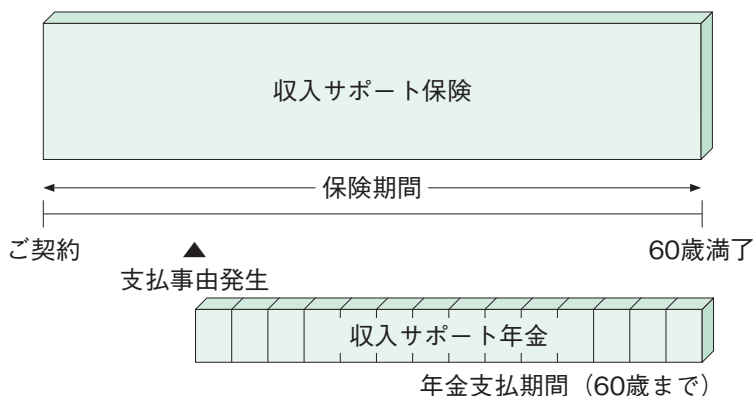 収入サポート保険
保険期間
ご契約
60歳満了
支払事由発生
収入サポート年金
年金支払期間（60歳まで）